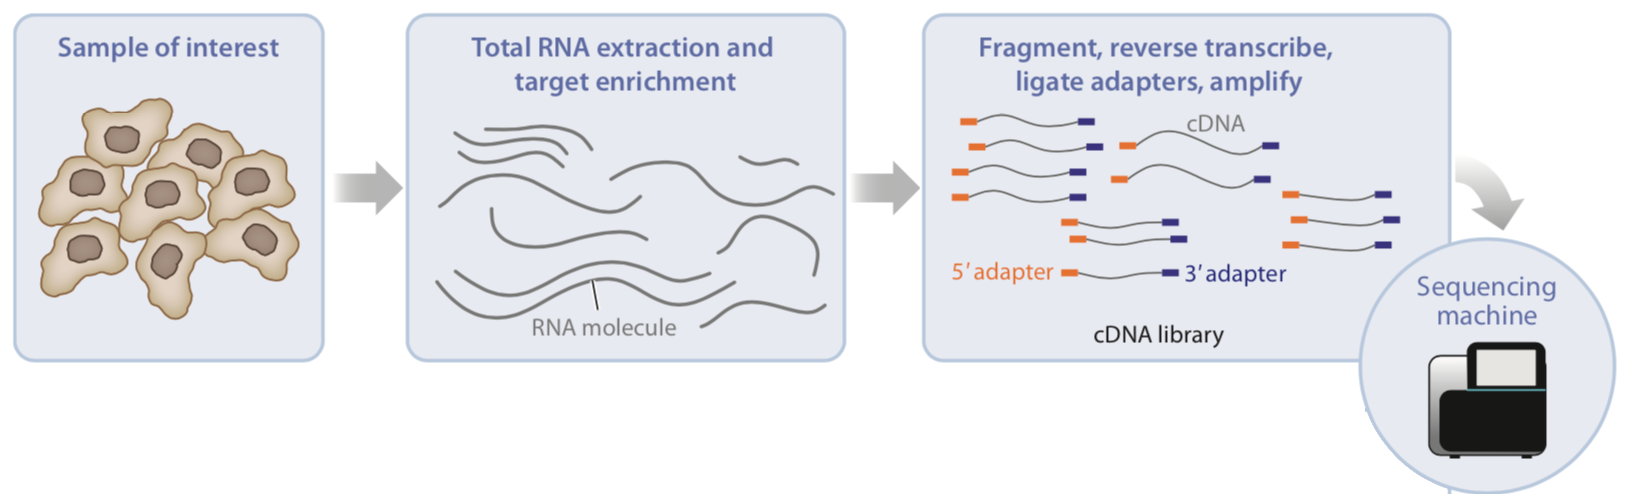 Sample of interest
Total RNA extraction and
target enrichment
RNA molecule
Fragment, reverse transcribe,
ligate adapters, amplify
cDNA
5′ adapter
3′ adapter
cDNA library
Sequencing
machine